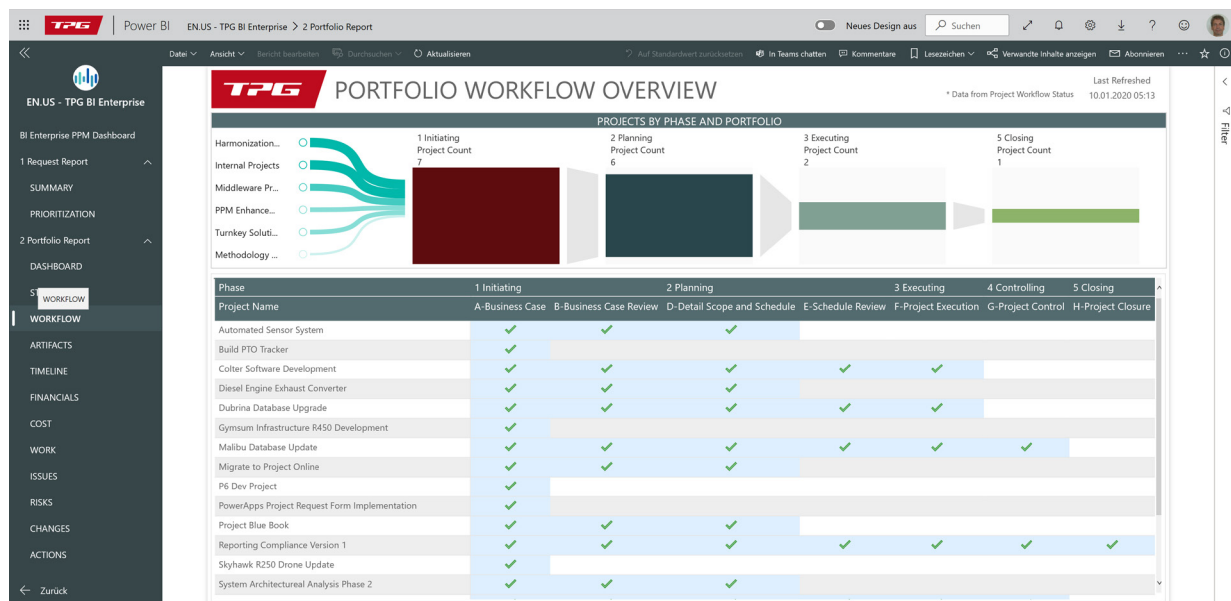 TPG Power BI EN.US - TPG BI Enterprise > 2 Portfolio Report Neues Design aus Suchen
Datei Ansicht Bericht bearbeiten Durchsuchen Aktualisieren Auf Standardwert zurücksetzen In Teams chatten Kommentare Lesezeichen Verwandte Inhalte anzeigen Abonnieren
EN.US - TPG BI Enterprise
BI Enterprise PPM Dashboard
1 Request Report
SUMMARY
PRIORITIZATION
2 Portfolio Report
DASHBOARD
ST
WORKFLOW
WORKFLOW
ARTIFACTS
TIMELINE
FINANCIALS
COST
WORK
ISSUES
RISKS
CHANGES
ACTIONS
Zurück
TPG PORTFOLIO WORKFLOW OVERVIEW
* Data from Project Workflow Status
Last Refreshed
10.01.2020 05:13
PROJECTS BY PHASE AND PORTFOLIO
Harmonization...
Internal Projects
Middleware Pr...
PPM Enhance...
Turnkey Soluti...
Methodology ...
1 Initiating
Project Count
7
2 Planning
Project Count
6
3 Executing
Project Count
2
5 Closing
Project Count
1
Phase 1 Initiating 2 Planning 3 Executing 4 Controlling 5 Closing
Project Name A-Business Case B-Business Case Review D-Detail Scope and Schedule E-Schedule Review F-Project Execution G-Project Control H-Project Closure
Automated Sensor System
Build PTO Tracker
Colter Software Development
Diesel Engine Exhaust Converter
Dubrina Database Upgrade
Gymsum Infrastructure R450 Development
Malibu Database Update
Migrate to Project Online
P6 Dev Project
PowerApps Project Request Form Implementation
Project Blue Book
Reporting Compliance Version 1
Skyhawk R250 Drone Update
System Architectureal Analysis Phase 2
Filter